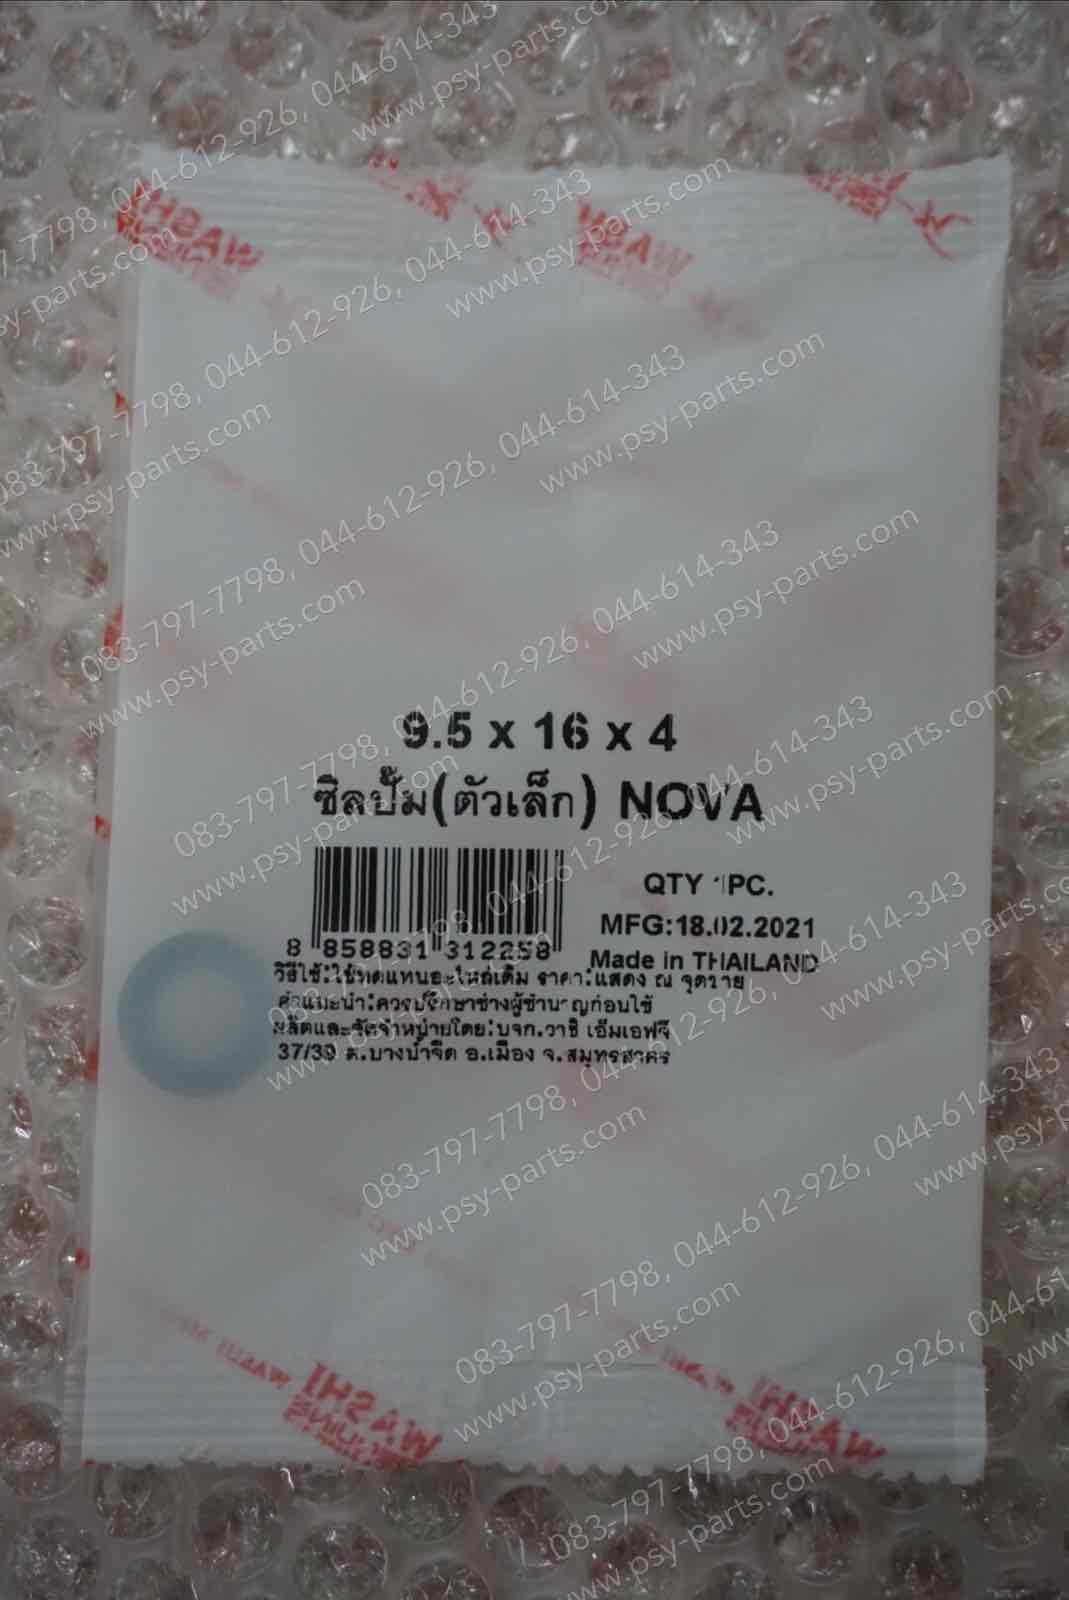 9.5 x 16 x 4
ซิลปั๊ม(ตัวเล็ก) NOVA
8 858831 312258
QTY 1PC.
MFG:18.02.2021
Made in THAILAND
วิธีใช้:ใช้ทดแทนอะไหล่เดิม ราคา:แสดง ณ จุดขาย
คำแนะนำ:ควรปรึกษาช่างผู้ชำนาญก่อนใช้
ผลิตและจัดจำหน่ายโดย:บจก.วาชิ เอ็มเอฟจี
37/39 ต.บางน้ำจืด อ.เมือง จ.สมุทรสาคร
WASHI
GENUINE
083-797-7798, 044-612-926, 044-614-343
www.psy-parts.com